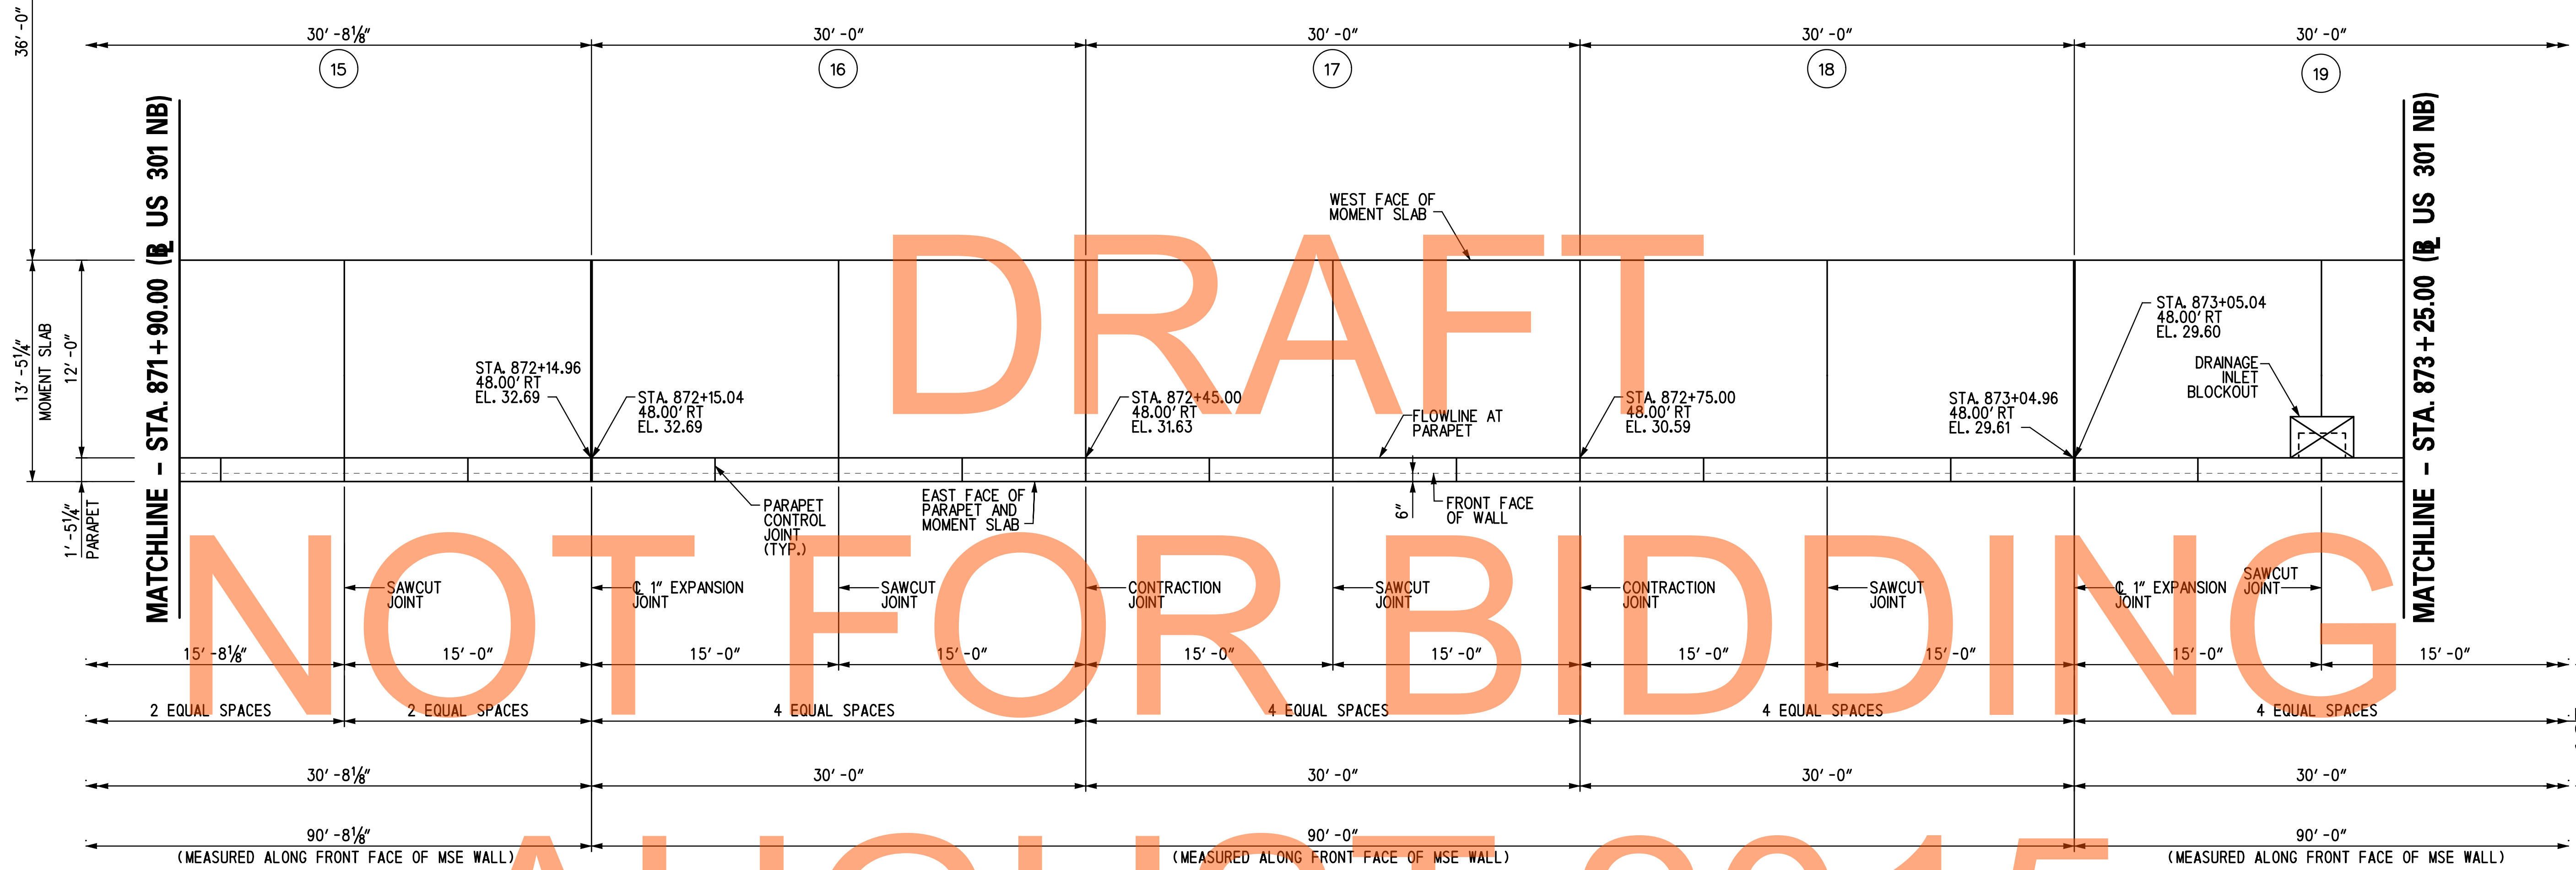 36'-0"
30'-8⅛"
30'-0"
30'-0"
30'-0"
30'-0"
15
16
17
18
19
MATCHLINE - STA. 871+90.00 (BL US 301 NB)
MATCHLINE - STA. 873+25.00 (BL US 301 NB)
WEST FACE OF
MOMENT SLAB
DRAFT
13'-5¼"
MOMENT SLAB
12'-0"
1'-5¼"
PARAPET
STA. 872+14.96
48.00' RT
EL. 32.69
STA. 872+15.04
48.00' RT
EL. 32.69
STA. 872+45.00
48.00' RT
EL. 31.63
FLOWLINE AT
PARAPET
STA. 872+75.00
48.00' RT
EL. 30.59
STA. 873+04.96
48.00' RT
EL. 29.61
STA. 873+05.04
48.00' RT
EL. 29.60
DRAINAGE
INLET
BLOCKOUT
PARAPET
CONTROL
JOINT
(TYP.)
EAST FACE OF
PARAPET AND
MOMENT SLAB
6"
FRONT FACE
OF WALL
NOT FOR BIDDING
SAWCUT
JOINT
℄ 1" EXPANSION
JOINT
SAWCUT
JOINT
CONTRACTION
JOINT
SAWCUT
JOINT
CONTRACTION
JOINT
SAWCUT
JOINT
℄ 1" EXPANSION
JOINT
SAWCUT
JOINT
15'-8⅛"
15'-0"
15'-0"
15'-0"
15'-0"
15'-0"
15'-0"
15'-0"
15'-0"
15'-0"
2 EQUAL SPACES
2 EQUAL SPACES
4 EQUAL SPACES
4 EQUAL SPACES
4 EQUAL SPACES
4 EQUAL SPACES
30'-8⅛"
30'-0"
30'-0"
30'-0"
30'-0"
90'-8⅛"
(MEASURED ALONG FRONT FACE OF MSE WALL)
90'-0"
(MEASURED ALONG FRONT FACE OF MSE WALL)
90'-0"
(MEASURED ALONG FRONT FACE OF MSE WALL)
AUGUST 2015